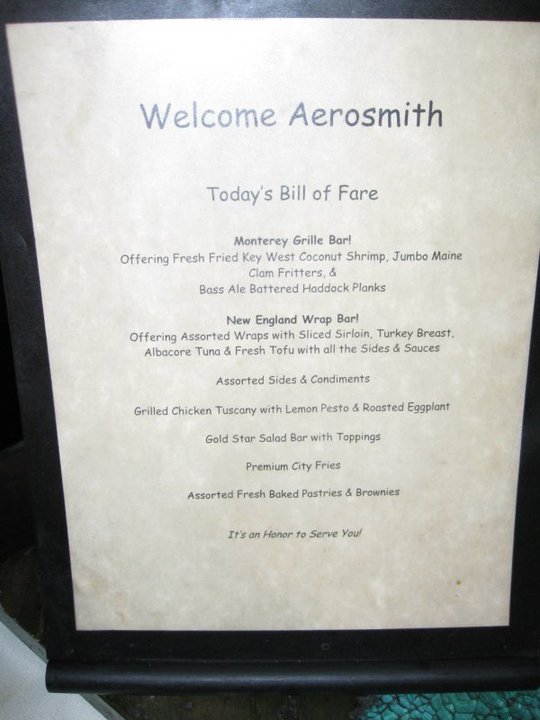 Welcome Aerosmith
Today's Bill of Fare
Monterey Grille Bar!
Offering Fresh Fried Key West Coconut Shrimp, Jumbo Maine
Clam Fritters, &
Bass Ale Battered Haddock Planks
New England Wrap Bar!
Offering Assorted Wraps with Sliced Sirloin, Turkey Breast,
Albacore Tuna & Fresh Tofu with all the Sides & Sauces
Assorted Sides & Condiments
Grilled Chicken Tuscany with Lemon Pesto & Roasted Eggplant
Gold Star Salad Bar with Toppings
Premium City Fries
Assorted Fresh Baked Pastries & Brownies
It's an Honor to Serve You!